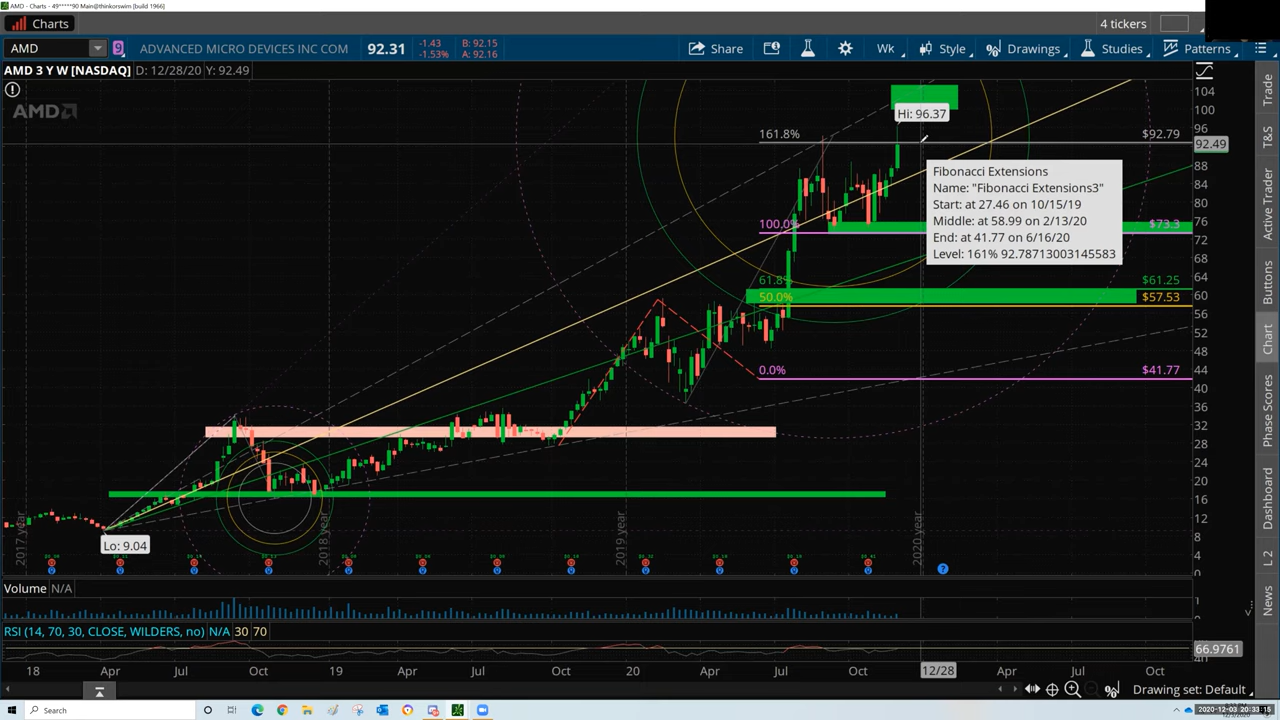 AMD - Charts - 49*****90 Main@thinkorswim [build 1966]
Charts
4 tickers
AMD
9
ADVANCED MICRO DEVICES INC COM
92.31
-1.43
-1.53%
B: 92.15
A: 92.16
Share
Wk
Style
Drawings
Studies
Patterns
AMD 3 Y W [NASDAQ]
D: 12/28/20
Y: 92.49
AMD
Hi: 96.37
161.8%
$92.79
Fibonacci Extensions
Name: "Fibonacci Extensions3"
Start: at 27.46 on 10/15/19
Middle: at 58.99 on 2/13/20
End: at 41.77 on 6/16/20
Level: 161% 92.78713003145583
100.0%
$73.3
61.8%
$61.25
50.0%
$57.53
0.0%
$41.77
Lo: 9.04
2017 year
2018 year
2019 year
2020 year
104
100
96
92.49
88
84
80
76
72
68
64
60
56
52
48
44
40
36
32
28
24
20
16
12
8
4
0
Trade
T&S
Active Trader
Buttons
Chart
Phase Scores
Dashboard
L2
News
Volume N/A
1
RSI (14, 70, 30, CLOSE, WILDERS, no) N/A 30 70
66.9761
18 Apr Jul Oct 19 Apr Jul Oct 20 Apr Jul Oct 12/28 Apr Jul Oct
Drawing set: Default
Search
2020-12-03 20:33:15